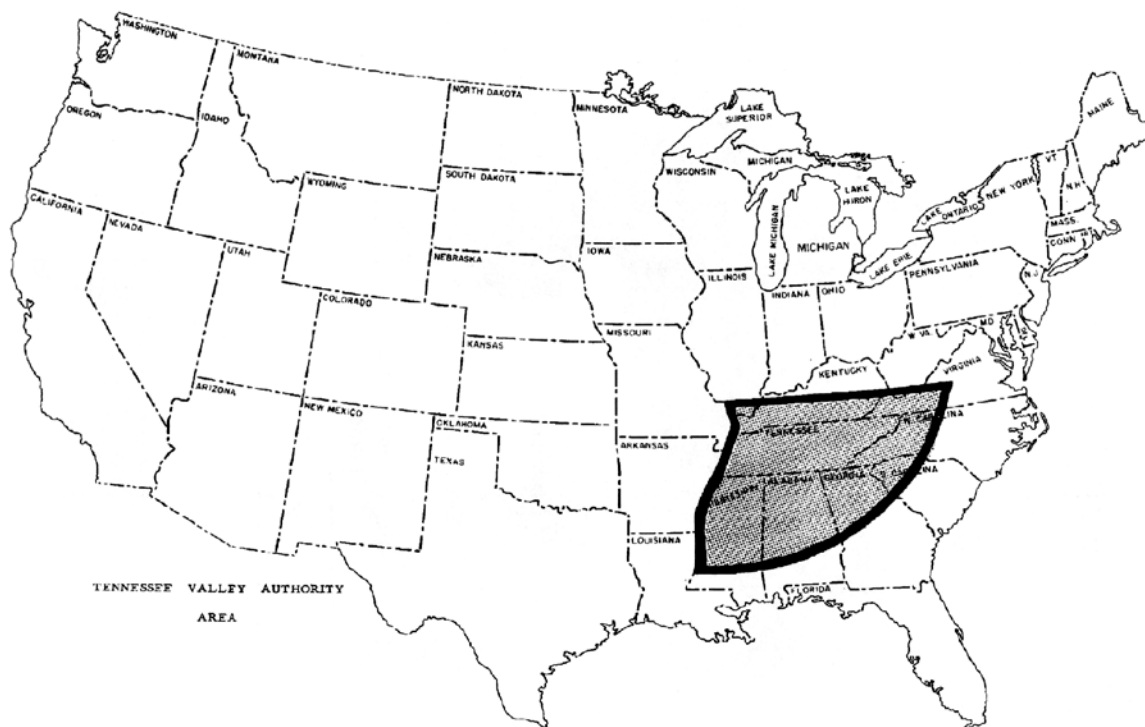 WASHINGTON
MONTANA
NORTH DAKOTA
MINNESOTA
LAKE
SUPERIOR
MAINE
OREGON
IDAHO
WISCONSIN
MICHIGAN
VT.
NEW YORK
N.H.
SOUTH DAKOTA
WYOMING
LAKE
HURON
LAKE
ONTARIO
MASS.
CONN
CALIFORNIA
NEVADA
UTAH
NEBRASKA
IOWA
LAKE MICHIGAN
MICHIGAN
LAKE ERIE
ILLINOIS
INDIANA
OHIO
PENNSYLVANIA
N.J.
COLORADO
MISSOURI
KANSAS
W. VA.
MD.
KENTUCKY
VIRGINIA
ARIZONA
NEW MEXICO
OKLAHOMA
TENNESSEE
N. CAROLINA
TEXAS
ARKANSAS
MISSISSIPPI
ALABAMA
GEORGIA
S. CAROLINA
LOUISIANA
FLORIDA
TENNESSEE VALLEY AUTHORITY
AREA